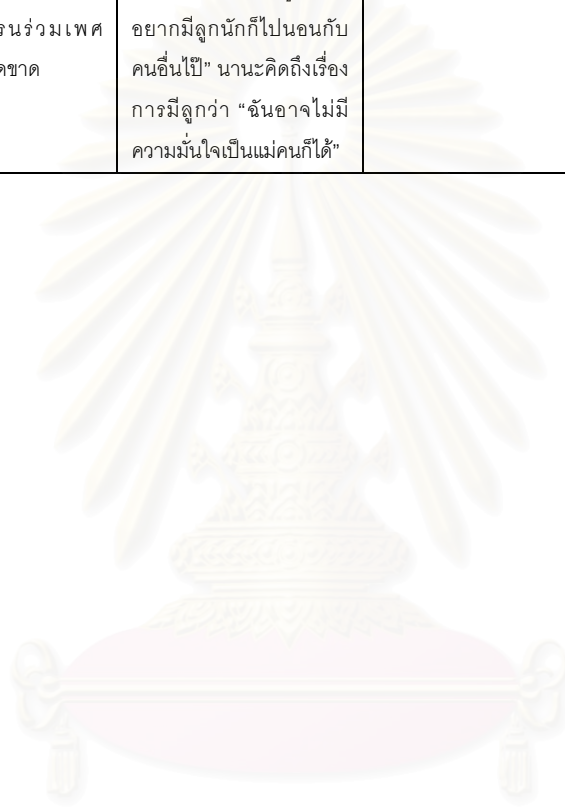 รนร่วมเพศ
ดขาด
อยากมีลูกนักก็ไปนอนกับ
คนอื่นไป๊” นานะคิดถึงเรื่อง
การมีลูกว่า “ฉันอาจไม่มี
ความมั่นใจเป็นแม่คนก็ได้”